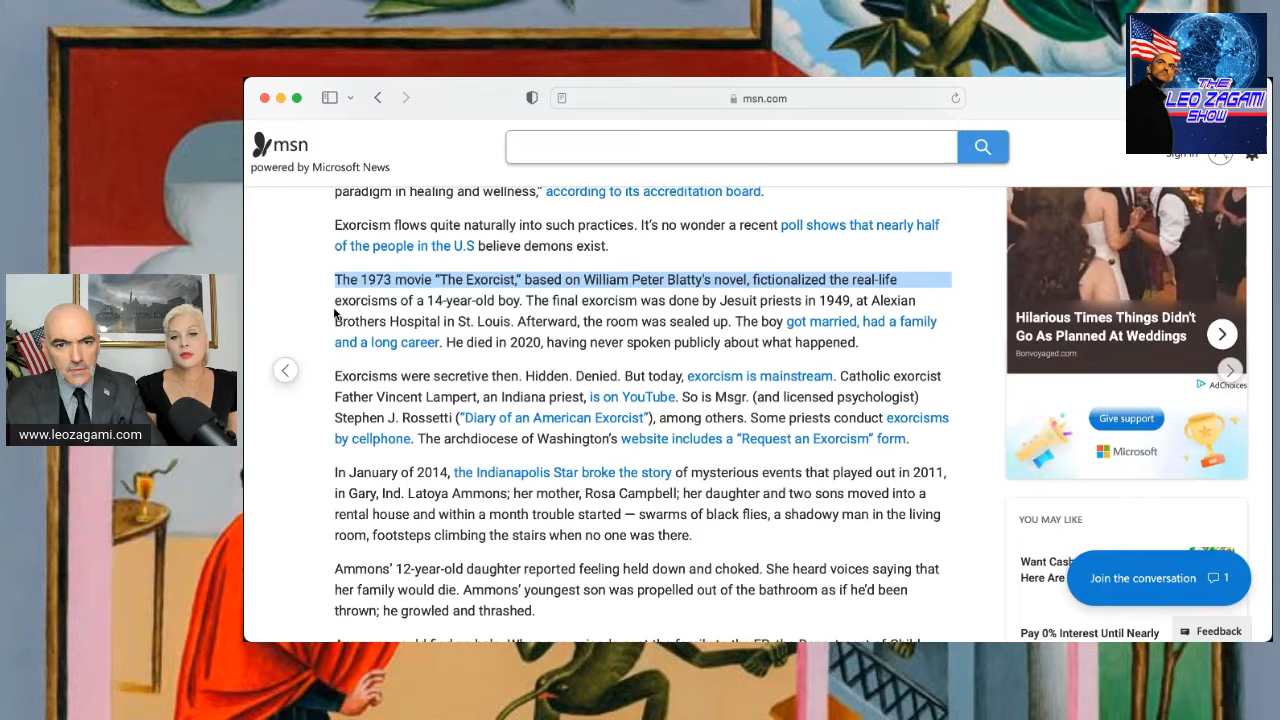 THE
LEO ZAGAMI
SHOW
msn.com
msn
powered by Microsoft News
paradigm in healing and wellness,” according to its accreditation board.
Exorcism flows quite naturally into such practices. It’s no wonder a recent poll shows that nearly half
of the people in the U.S believe demons exist.
The 1973 movie “The Exorcist,” based on William Peter Blatty's novel, fictionalized the real-life
exorcisms of a 14-year-old boy. The final exorcism was done by Jesuit priests in 1949, at Alexian
Brothers Hospital in St. Louis. Afterward, the room was sealed up. The boy got married, had a family
and a long career. He died in 2020, having never spoken publicly about what happened.
Exorcisms were secretive then. Hidden. Denied. But today, exorcism is mainstream. Catholic exorcist
Father Vincent Lampert, an Indiana priest, is on YouTube. So is Msgr. (and licensed psychologist)
Stephen J. Rossetti (“Diary of an American Exorcist”), among others. Some priests conduct exorcisms
by cellphone. The archdiocese of Washington’s website includes a “Request an Exorcism” form.
In January of 2014, the Indianapolis Star broke the story of mysterious events that played out in 2011,
in Gary, Ind. Latoya Ammons; her mother, Rosa Campbell; her daughter and two sons moved into a
rental house and within a month trouble started — swarms of black flies, a shadowy man in the living
room, footsteps climbing the stairs when no one was there.
Ammons’ 12-year-old daughter reported feeling held down and choked. She heard voices saying that
her family would die. Ammons’ youngest son was propelled out of the bathroom as if he’d been
thrown; he growled and thrashed.
Hilarious Times Things Didn't
Go As Planned At Weddings
Bonvoyaged.com
AdChoices
Give support
Microsoft
YOU MAY LIKE
Want Cash
Here Are
Join the conversation 1
Pay 0% Interest Until Nearly
Feedback
www.leozagami.com